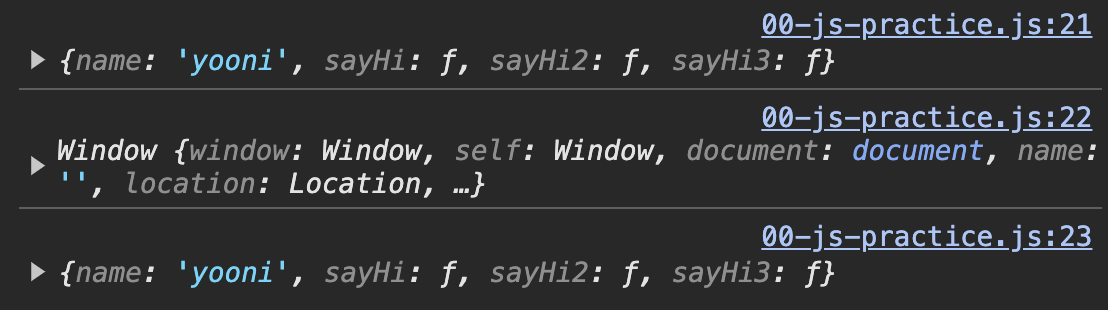 00-js-practice.js:21
▶ {name: 'yooni', sayHi: ƒ, sayHi2: ƒ, sayHi3: ƒ}
00-js-practice.js:22
▶ Window {window: Window, self: Window, document: document, name:
'', location: Location, …}
00-js-practice.js:23
▶ {name: 'yooni', sayHi: ƒ, sayHi2: ƒ, sayHi3: ƒ}